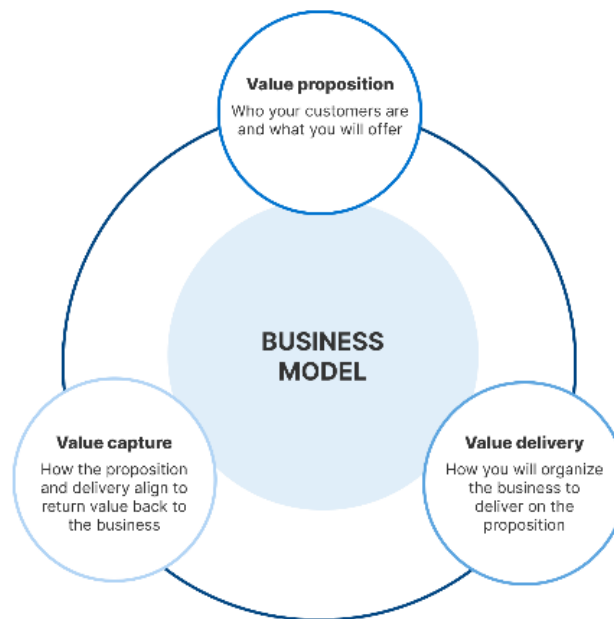 Value proposition
Who your customers are
and what you will offer
BUSINESS
MODEL
Value capture
How the proposition
and delivery align to
return value back to
the business
Value delivery
How you will organize
the business to
deliver on the
proposition